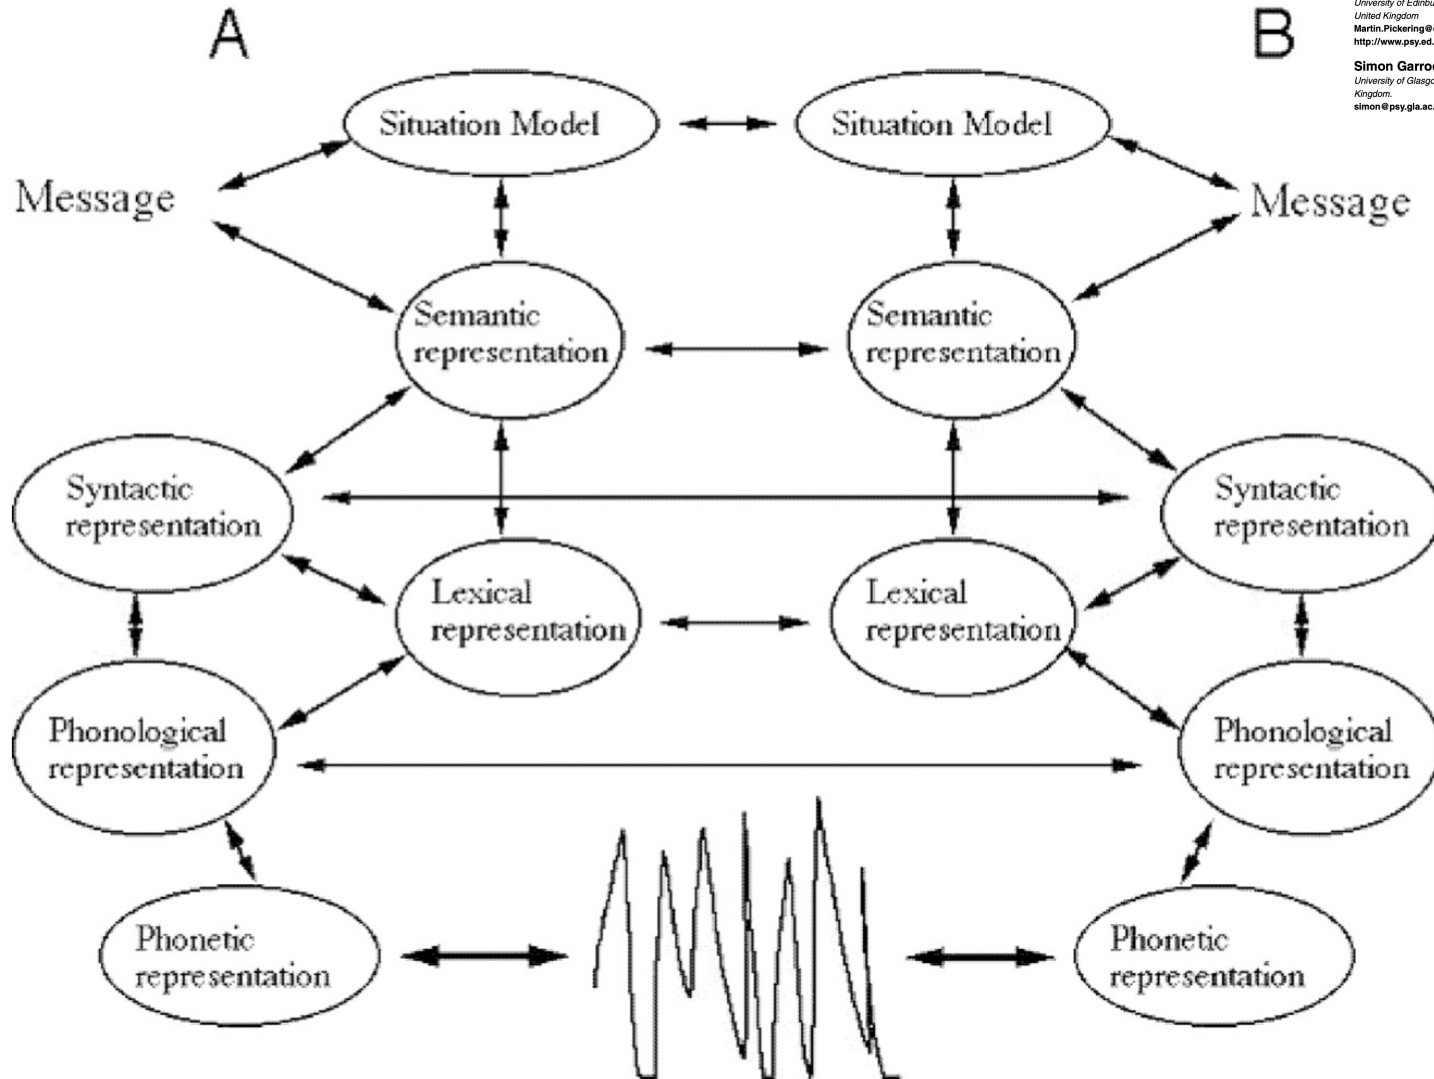 A
B
University of Edinbu
United Kingdom
Martin.Pickering@
http://www.psy.ed.
Simon Garro
University of Glasgo
Kingdom.
simon@psy.gla.ac.
Situation Model
Situation Model
Message
Message
Semantic
representation
Semantic
representation
Syntactic
representation
Syntactic
representation
Lexical
representation
Lexical
representation
Phonological
representation
Phonological
representation
Phonetic
representation
Phonetic
representation